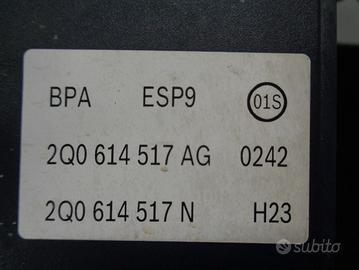 BPA ESP9 01S
2Q0 614 517 AG 0242
2Q0 614 517 N H23
subito